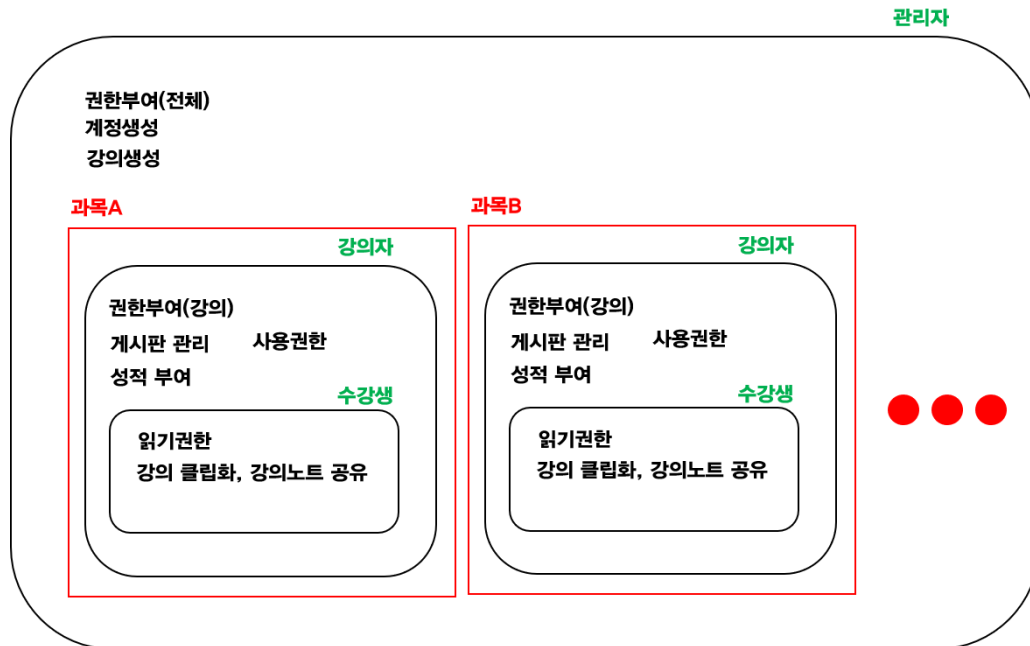 관리자
권한부여(전체)
계정생성
강의생성
과목A
강의자
권한부여(강의)
게시판 관리 사용권한
성적 부여
수강생
읽기권한
강의 클립화, 강의노트 공유
과목B
강의자
권한부여(강의)
게시판 관리 사용권한
성적 부여
수강생
읽기권한
강의 클립화, 강의노트 공유